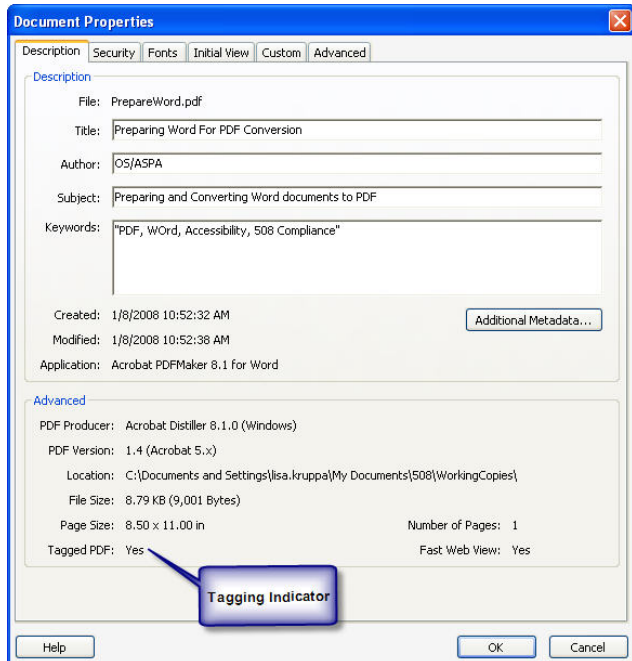 Document Properties
Description Security Fonts Initial View Custom Advanced
Description
File: PrepareWord.pdf
Title: Preparing Word For PDF Conversion
Author: OS/ASPA
Subject: Preparing and Converting Word documents to PDF
Keywords: "PDF, WOrd, Accessibility, 508 Compliance"
Created: 1/8/2008 10:52:32 AM
Additional Metadata...
Modified: 1/8/2008 10:52:38 AM
Application: Acrobat PDFMaker 8.1 for Word
Advanced
PDF Producer: Acrobat Distiller 8.1.0 (Windows)
PDF Version: 1.4 (Acrobat 5.x)
Location: C:\Documents and Settings\lisa.kruppa\My Documents\508\WorkingCopies\
File Size: 8.79 KB (9,001 Bytes)
Page Size: 8.50 x 11.00 in Number of Pages: 1
Tagged PDF: Yes Fast Web View: Yes
Tagging Indicator
Help OK Cancel